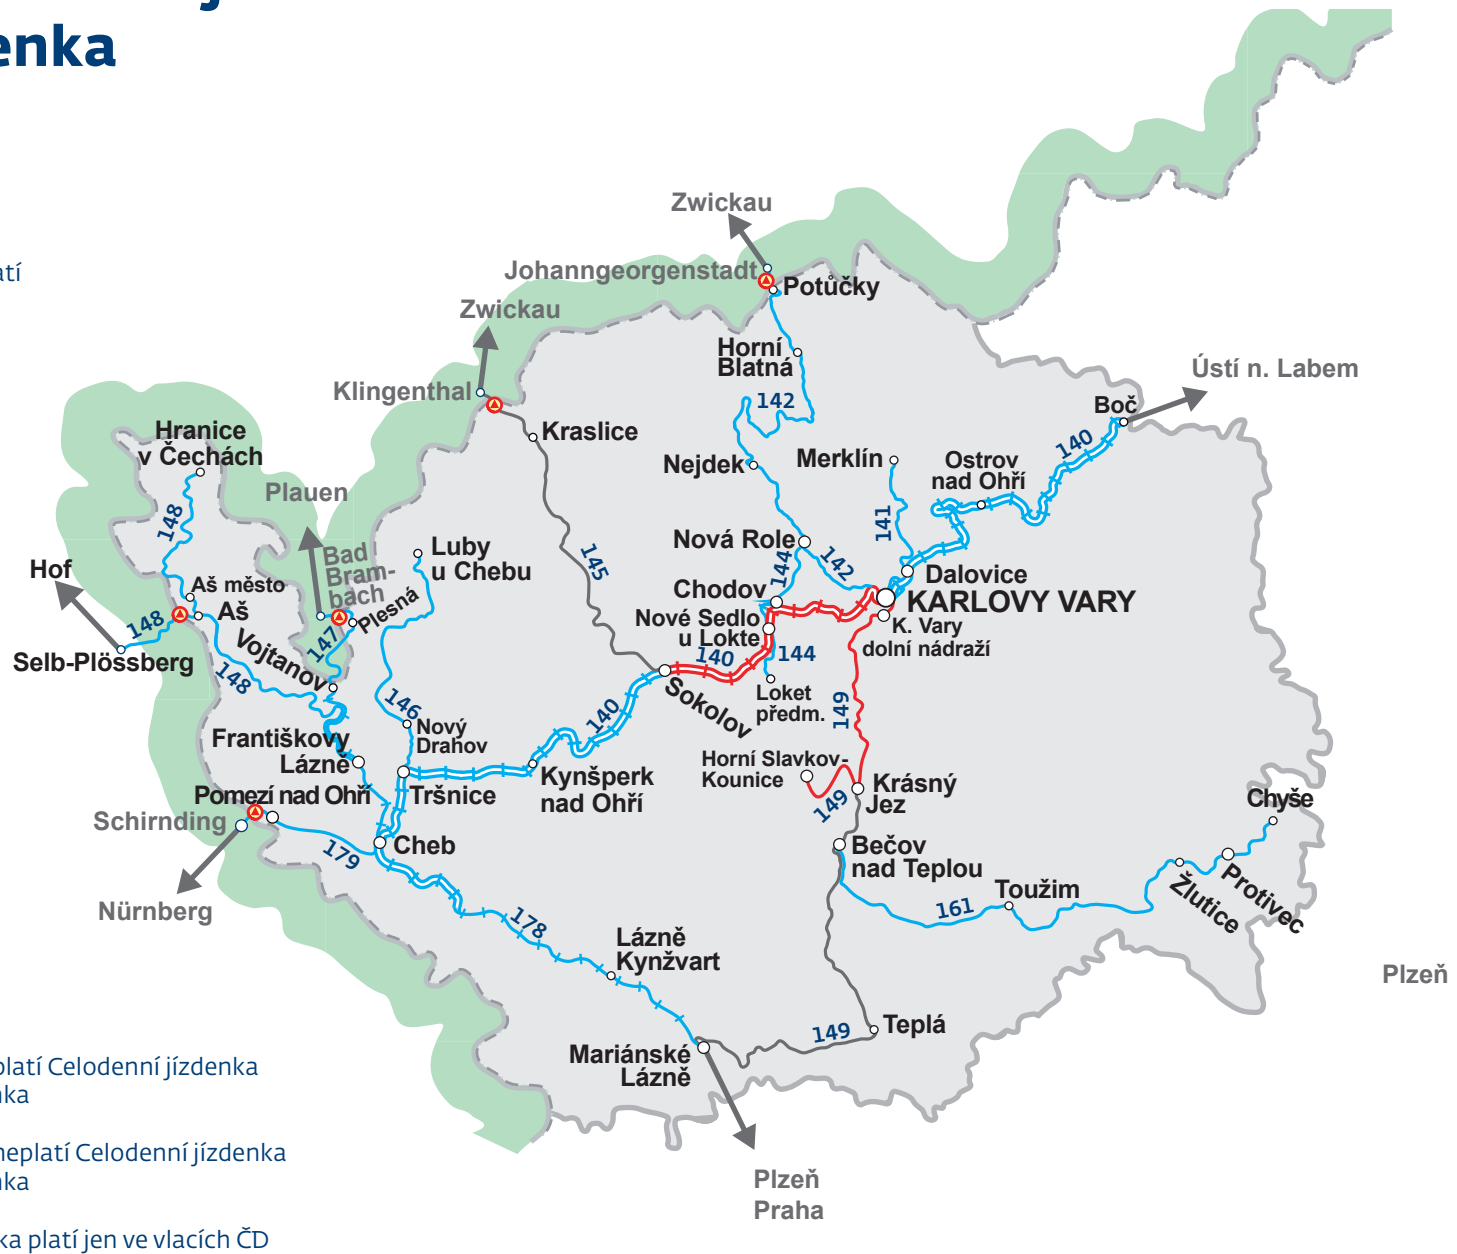 enka
atí
Zwickau
Johanngeorgenstadt
Potůčky
Zwickau
Horní
Blatná
Klingenthal
142
Ústí n. Labem
Boč
Kraslice
140
Hranice
v Čechách
Nejdek
Merklín
Ostrov
nad Ohří
Plauen
148
141
Nová Role
145
144
142
Bad
Bram-
bach
Luby
u Chebu
Hof
Aš město
Aš
Plesná
Chodov
Dalovice
KARLOVY VARY
Nové Sedlo
u Lokte
K. Vary
dolní nádraží
148
Selb-Plössberg
Vojtanov
147
148
140
144
Sokolov
Loket
předm.
149
146
Nový
Drahov
140
Františkovy
Lázně
Horní Slavkov-
Kounice
Krásný
Jez
149
Kynšperk
nad Ohří
Tršnice
Pomezí nad Ohří
Schirnding
Chyše
Cheb
179
Bečov
nad Teplou
Nürnberg
178
161
Toužim
Žlutice
Protivec
Lázně
Kynžvart
Plzeň
149
Teplá
Mariánské
Lázně
platí Celodenní jízdenka
nka
neplatí Celodenní jízdenka
nka
Plzeň
Praha
ka platí jen ve vlacích ČD